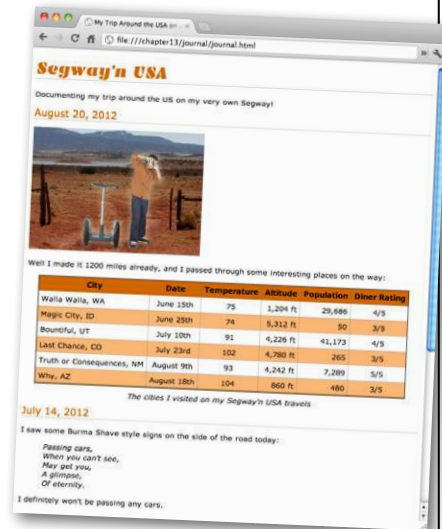 My Trip Around the USA on
file:///chapter13/journal/journal.html
Segway'n USA
Documenting my trip around the US on my very own Segway!
August 20, 2012
Well I made it 1200 miles already, and I passed through some interesting places on the way:
City Date Temperature Altitude Population Diner Rating
Walla Walla, WA June 15th 75 1,204 ft 29,686 4/5
Magic City, ID June 25th 74 5,312 ft 50 3/5
Bountiful, UT July 10th 91 4,226 ft 41,173 4/5
Last Chance, CO July 23rd 102 4,780 ft 265 3/5
Truth or Consequences, NM August 9th 93 4,242 ft 7,289 5/5
Why, AZ August 18th 104 860 ft 480 3/5
The cities I visited on my Segway'n USA travels
July 14, 2012
I saw some Burma Shave style signs on the side of the road today:
Passing cars,
When you can't see,
May get you,
A glimpse,
Of eternity.
I definitely won't be passing any cars.